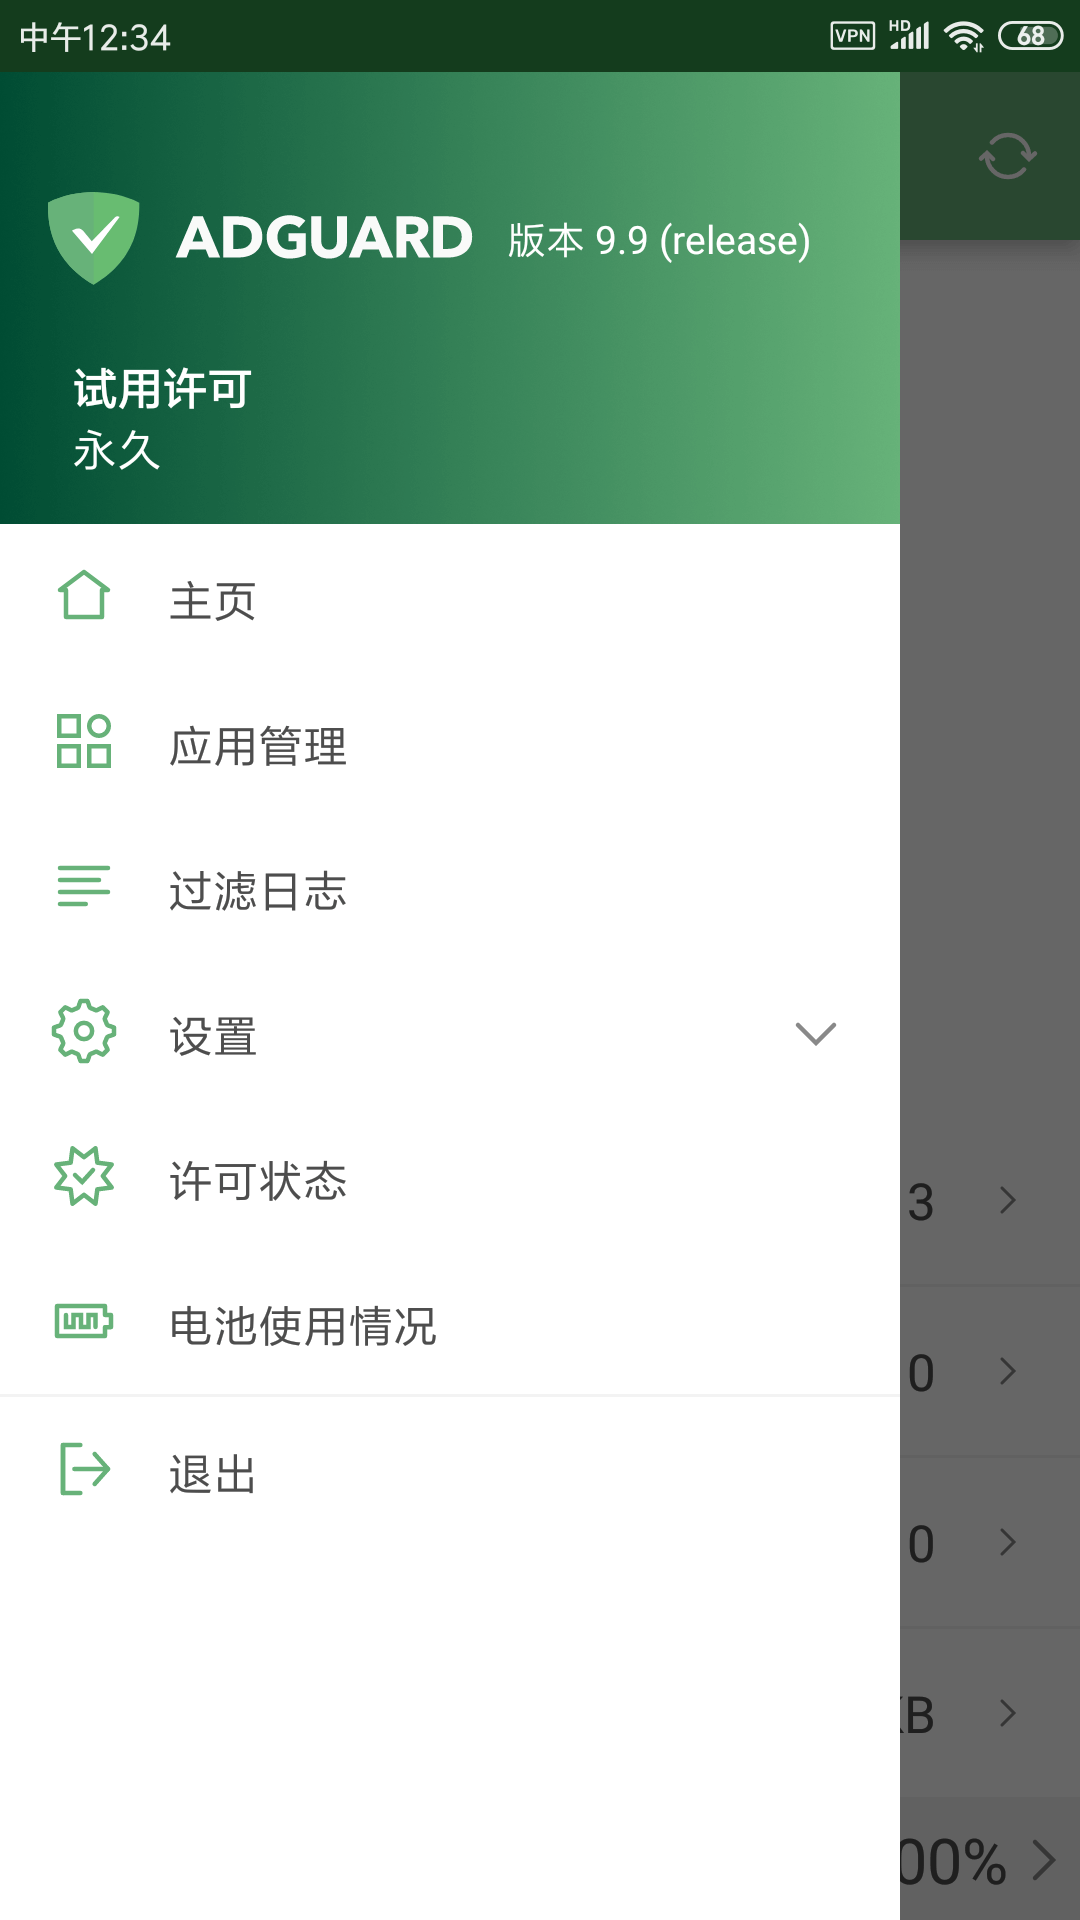 中午12:34
VPN HD 68
ADGUARD 版本 9.9 (release)
试用许可
永久
主页
应用管理
过滤日志
设置
许可状态
3
电池使用情况
0
退出
0
KB
00%